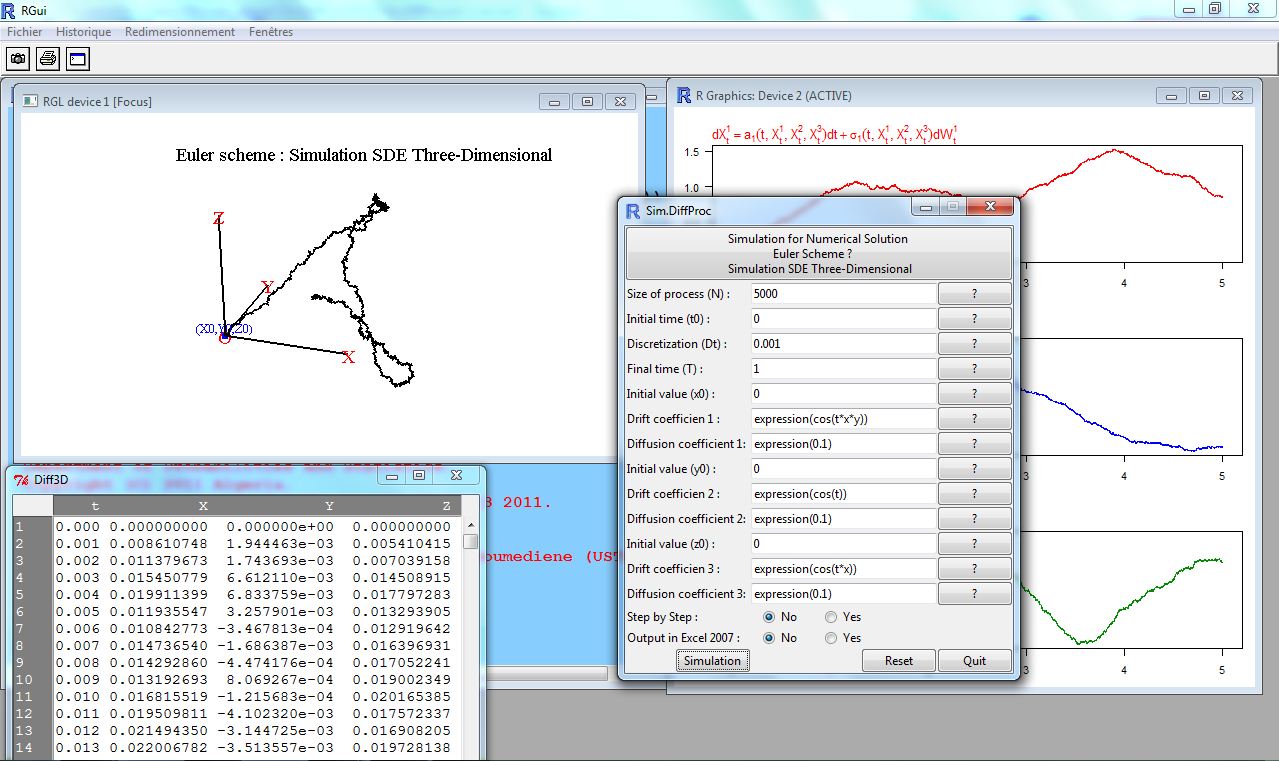 RGui
Fichier Historique Redimensionnement Fenêtres
RGL device 1 [Focus]
Euler scheme : Simulation SDE Three-Dimensional
Z
Y
X
R Graphics: Device 2 (ACTIVE)
dX_t^1 = a_1(t, X_t^1, X_t^2, X_t^3)dt + σ_1(t, X_t^1, X_t^2, X_t^3)dW_t^1
1.5
1.0
3 4 5
3 4 5
3 4 5
Sim.DiffProc
Simulation for Numerical Solution
Euler Scheme ?
Simulation SDE Three-Dimensional
Size of process (N) : 5000 ?
Initial time (t0) : 0 ?
Discretization (Dt) : 0.001 ?
Final time (T) : 1 ?
Initial value (x0) : 0 ?
Drift coefficien 1 : expression(cos(t*x*y)) ?
Diffusion coefficient 1: expression(0.1) ?
Initial value (y0) : 0 ?
Drift coefficien 2 : expression(cos(t)) ?
Diffusion coefficient 2: expression(0.1) ?
Initial value (z0) : 0 ?
Drift coefficien 3 : expression(cos(t*x)) ?
Diffusion coefficient 3: expression(0.1) ?
Step by Step : No Yes
Output in Excel 2007 : No Yes
Simulation Reset Quit
2011 Algeria.
2011.
Diff3D
t X Y Z
1 0.000 0.000000000 0.000000e+00 0.000000000
2 0.001 0.008610748 1.944463e-03 0.005410415
3 0.002 0.011379673 1.743693e-03 0.007039158
4 0.003 0.015450779 6.612110e-04 0.014508915
5 0.004 0.019911399 6.833759e-04 0.017797283
6 0.005 0.011935547 3.257901e-04 0.013293905
7 0.006 0.010842773 -3.467813e-04 0.012919642
8 0.007 0.014736540 -1.686387e-03 0.016396931
9 0.008 0.014292860 -4.474176e-04 0.017052241
10 0.009 0.013192693 8.069267e-04 0.019002349
11 0.010 0.016815519 -1.215683e-04 0.020165385
12 0.011 0.019509811 -4.102320e-03 0.017572337
13 0.012 0.021494350 -3.144725e-03 0.016908205
14 0.013 0.022006782 -3.513557e-03 0.019728138